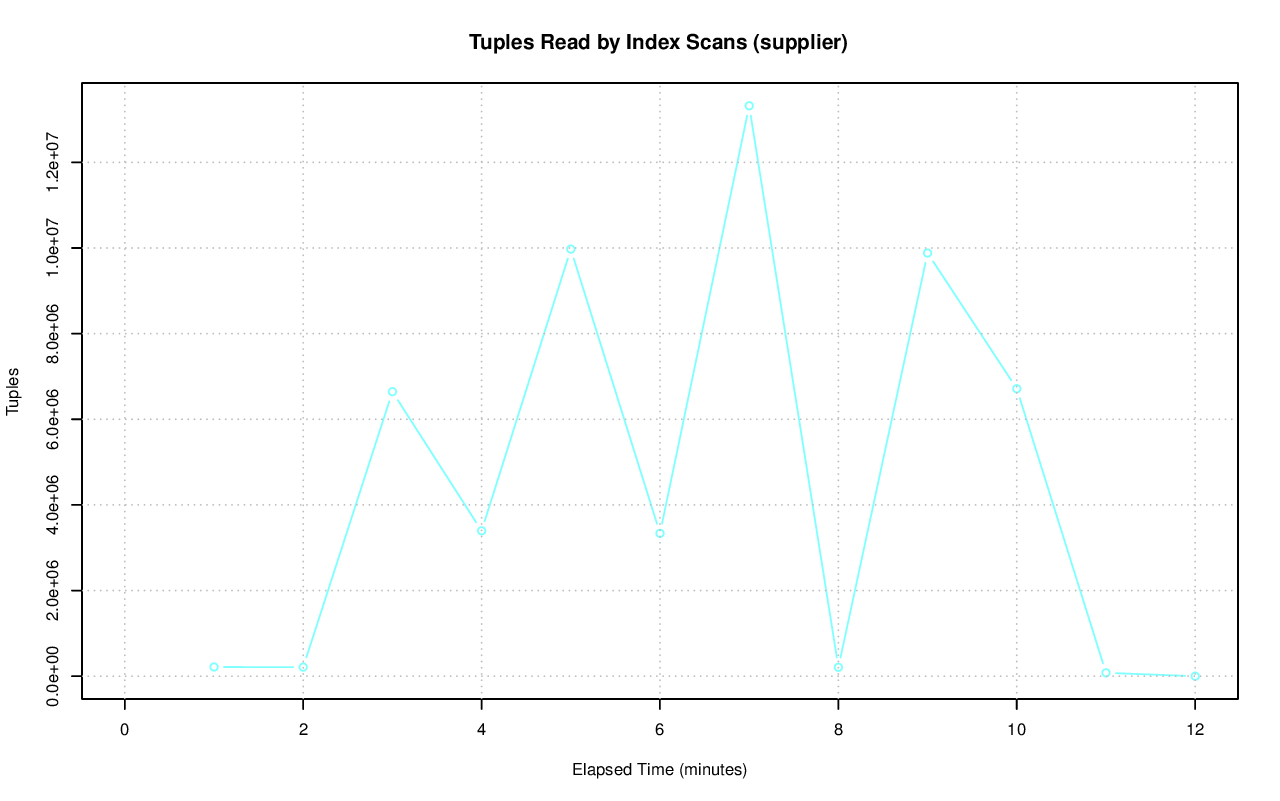 Tuples Read by Index Scans (supplier)
Tuples
1.2e+07
1.0e+07
8.0e+06
6.0e+06
4.0e+06
2.0e+06
0.0e+00
0 2 4 6 8 10 12
Elapsed Time (minutes)